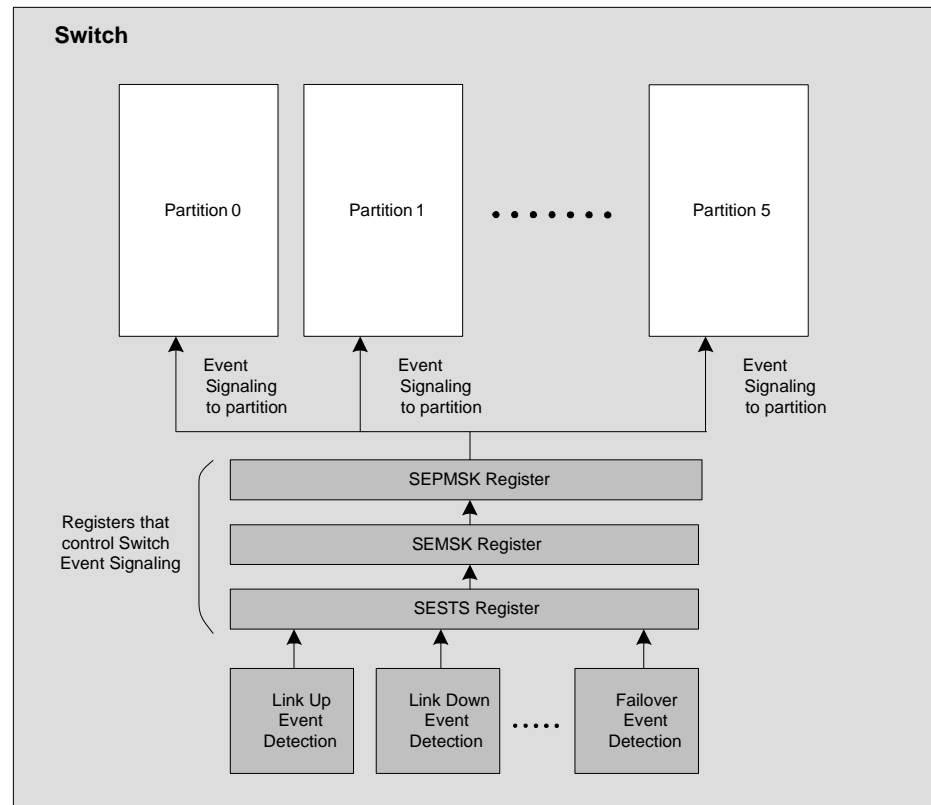 Switch
Partition 0
Partition 1
Partition 5
Event
Signaling
to partition
Event
Signaling
to partition
Event
Signaling
to partition
Registers that
control Switch
Event Signaling
SEPMSK Register
SEMSK Register
SESTS Register
Link Up
Event
Detection
Link Down
Event
Detection
Failover
Event
Detection